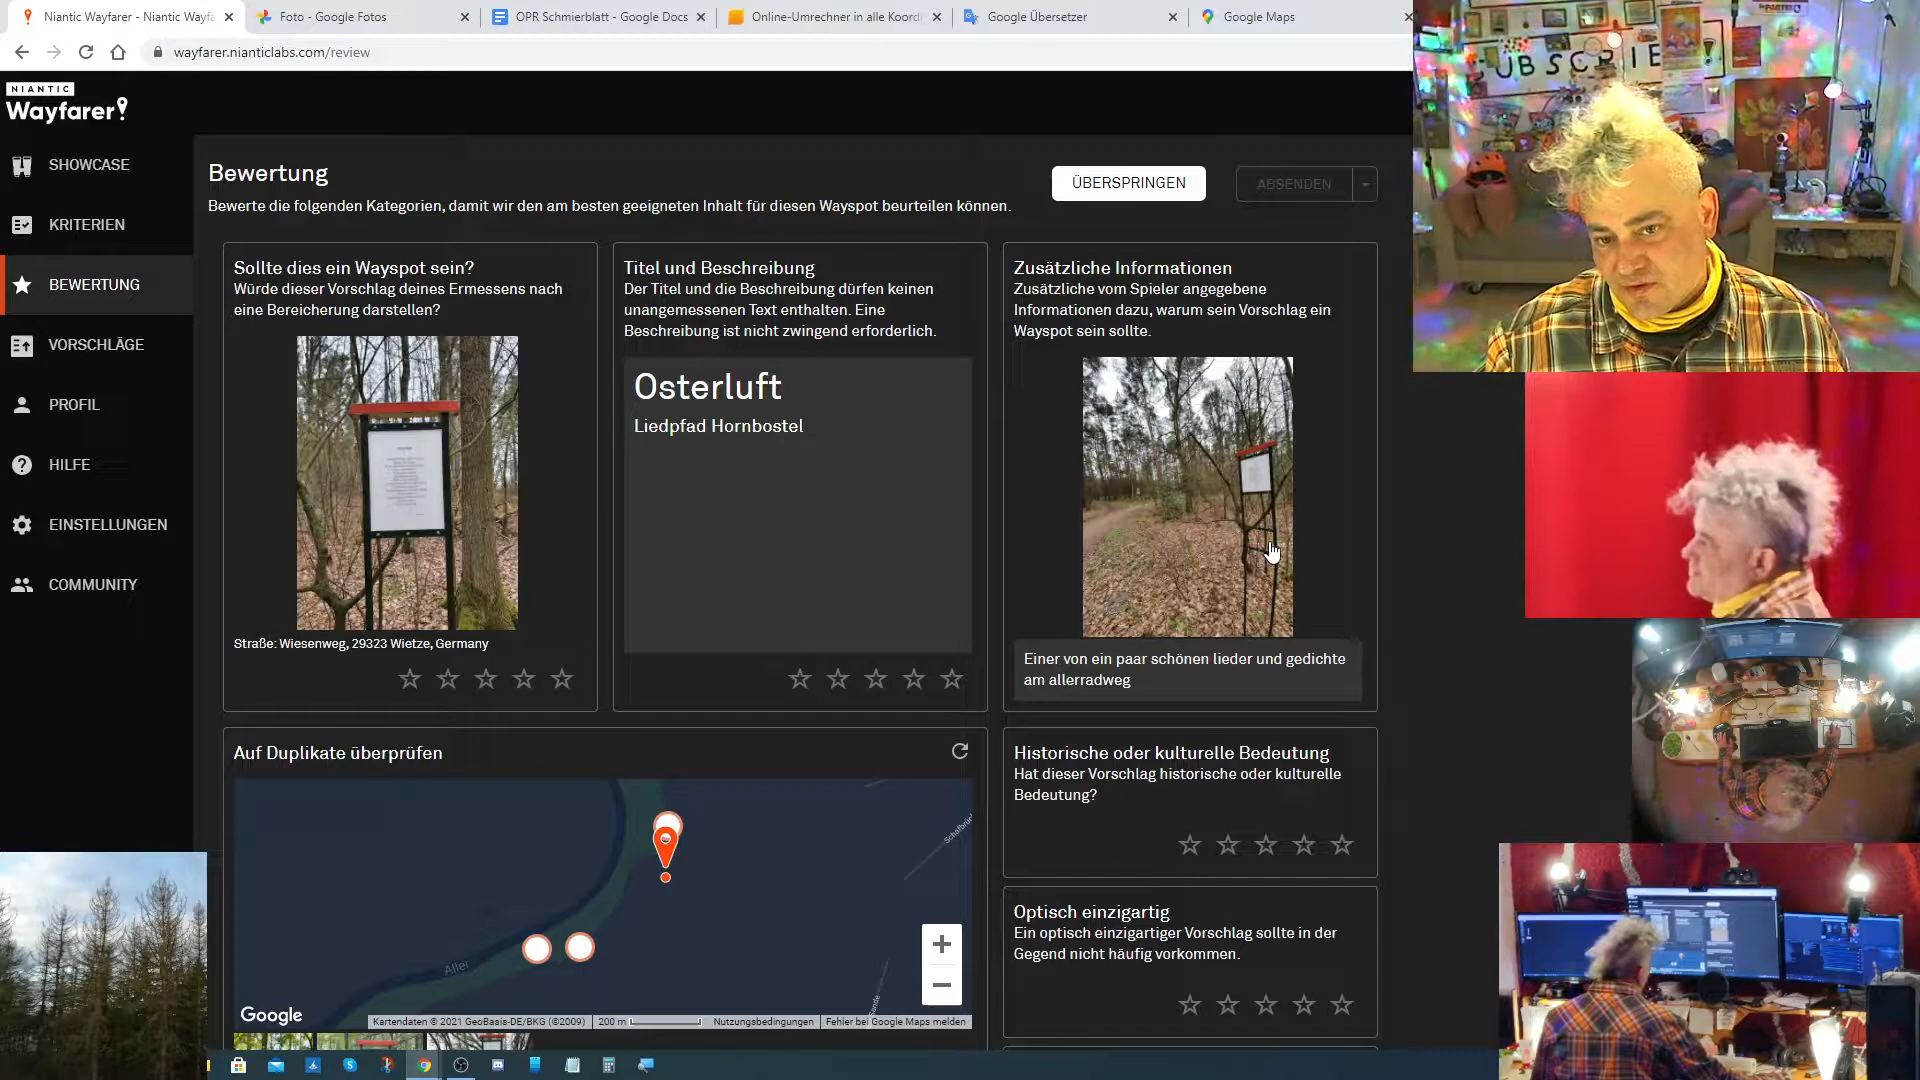 Niantic Wayfarer - Niantic Wayfa
Foto - Google Fotos
OPR Schmierblatt - Google Docs
Online-Umrechner in alle Koord
Google Übersetzer
Google Maps
wayfarer.nianticlabs.com/review
NIANTIC
Wayfarer
SHOWCASE
KRITERIEN
BEWERTUNG
VORSCHLÄGE
PROFIL
HILFE
EINSTELLUNGEN
COMMUNITY
Bewertung
Bewerte die folgenden Kategorien, damit wir den am besten geeigneten Inhalt für diesen Wayspot beurteilen können.
ÜBERSPRINGEN
ABSENDEN
Sollte dies ein Wayspot sein?
Würde dieser Vorschlag deines Ermessens nach
eine Bereicherung darstellen?
Straße: Wiesenweg, 29323 Wietze, Germany
Titel und Beschreibung
Der Titel und die Beschreibung dürfen keinen
unangemessenen Text enthalten. Eine
Beschreibung ist nicht zwingend erforderlich.
Osterluft
Liedpfad Hornbostel
Zusätzliche Informationen
Zusätzliche vom Spieler angegebene
Informationen dazu, warum sein Vorschlag ein
Wayspot sein sollte.
Einer von ein paar schönen lieder und gedichte
am allerradweg
Auf Duplikate überprüfen
Aller
Google
Kartendaten © 2021 GeoBasis-DE/BKG (©2009)
200 m
Nutzungsbedingungen
Fehler bei Google Maps melden
Historische oder kulturelle Bedeutung
Hat dieser Vorschlag historische oder kulturelle
Bedeutung?
Optisch einzigartig
Ein optisch einzigartiger Vorschlag sollte in der
Gegend nicht häufig vorkommen.
UBSCRIE